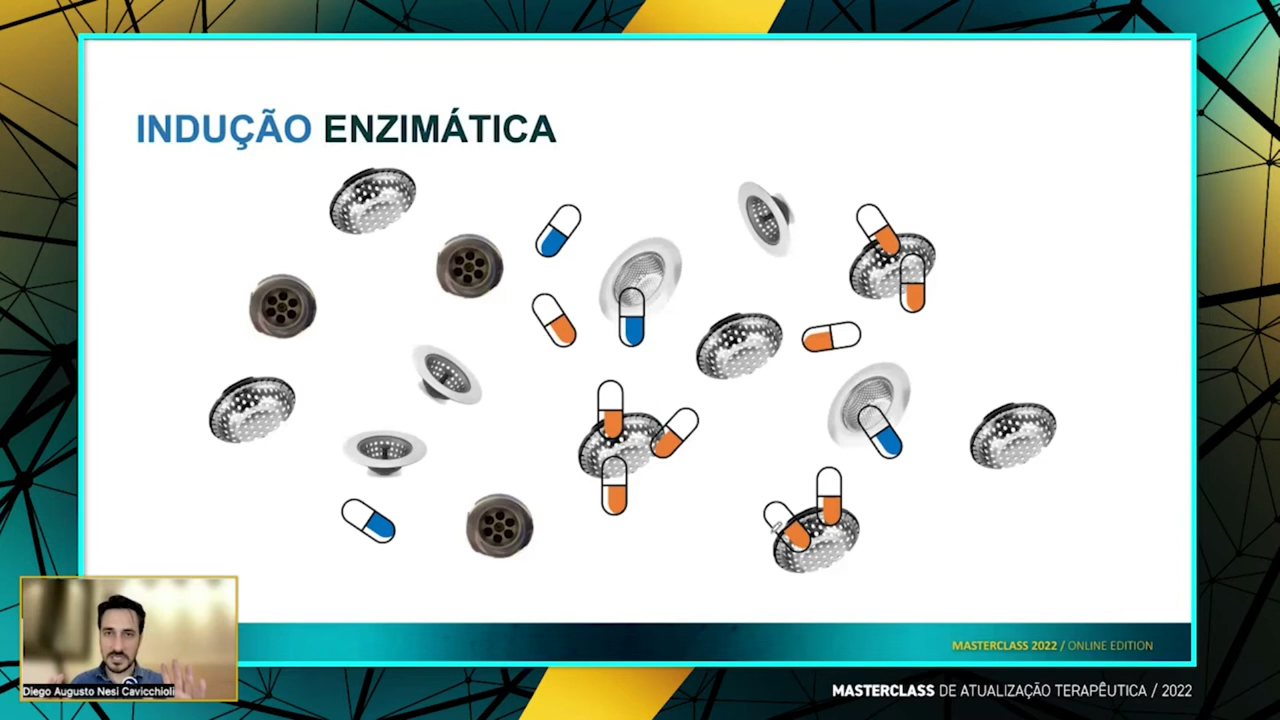 INDUÇÃO ENZIMÁTICA
MASTERCLASS 2022 / ONLINE EDITION
Diego Augusto Nesi Cavicchioli
MASTERCLASS DE ATUALIZAÇÃO TERAPÊUTICA / 2022